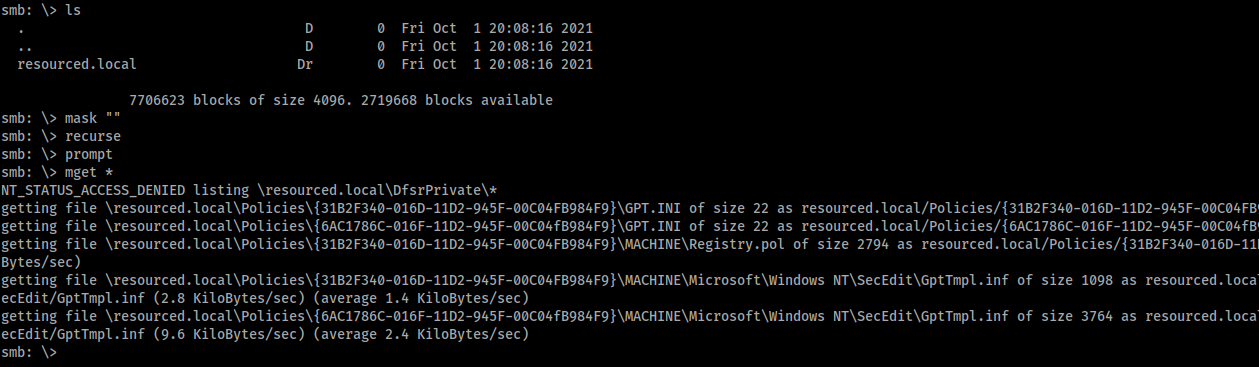 smb: \> ls
  .                                   D        0  Fri Oct  1 20:08:16 2021
  ..                                  D        0  Fri Oct  1 20:08:16 2021
  resourced.local                    Dr        0  Fri Oct  1 20:08:16 2021
                7706623 blocks of size 4096. 2719668 blocks available
smb: \> mask ""
smb: \> recurse
smb: \> prompt
smb: \> mget *
NT_STATUS_ACCESS_DENIED listing \resourced.local\DfsrPrivate\*
getting file \resourced.local\Policies\{31B2F340-016D-11D2-945F-00C04FB984F9}\GPT.INI of size 22 as resourced.local/Policies/{31B2F340-016D-11D2-945F-00C04FB9
getting file \resourced.local\Policies\{6AC1786C-016F-11D2-945F-00C04fB984F9}\GPT.INI of size 22 as resourced.local/Policies/{6AC1786C-016F-11D2-945F-00C04fB9
getting file \resourced.local\Policies\{31B2F340-016D-11D2-945F-00C04FB984F9}\MACHINE\Registry.pol of size 2794 as resourced.local/Policies/{31B2F340-016D-11
Bytes/sec)
getting file \resourced.local\Policies\{31B2F340-016D-11D2-945F-00C04FB984F9}\MACHINE\Microsoft\Windows NT\SecEdit\GptTmpl.inf of size 1098 as resourced.loca
ecEdit/GptTmpl.inf (2.8 KiloBytes/sec) (average 1.4 KiloBytes/sec)
getting file \resourced.local\Policies\{6AC1786C-016F-11D2-945F-00C04fB984F9}\MACHINE\Microsoft\Windows NT\SecEdit\GptTmpl.inf of size 3764 as resourced.loca
ecEdit/GptTmpl.inf (9.6 KiloBytes/sec) (average 2.4 KiloBytes/sec)
smb: \>